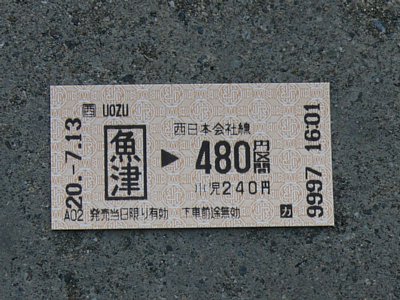 西 UOZU
西日本会社線
魚津 ▶ 480円区間
小児240円
A02 発売当日限り有効 下車前途無効 カ
20.-7.13
9997 16:01